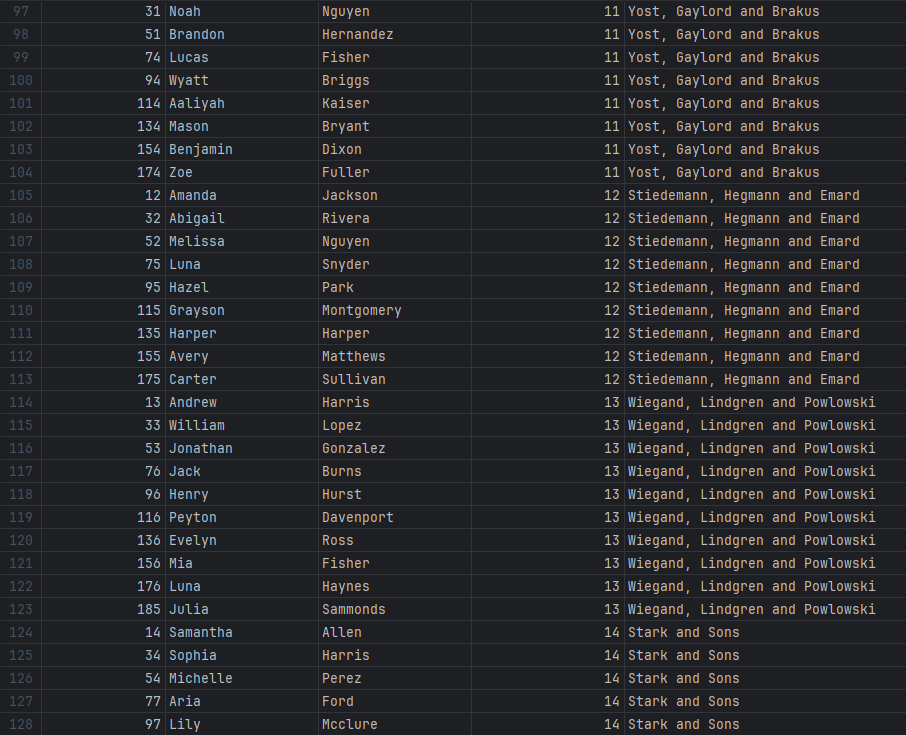 97 31 Noah Nguyen 11 Yost, Gaylord and Brakus
98 51 Brandon Hernandez 11 Yost, Gaylord and Brakus
99 74 Lucas Fisher 11 Yost, Gaylord and Brakus
100 94 Wyatt Briggs 11 Yost, Gaylord and Brakus
101 114 Aaliyah Kaiser 11 Yost, Gaylord and Brakus
102 134 Mason Bryant 11 Yost, Gaylord and Brakus
103 154 Benjamin Dixon 11 Yost, Gaylord and Brakus
104 174 Zoe Fuller 11 Yost, Gaylord and Brakus
105 12 Amanda Jackson 12 Stiedemann, Hegmann and Emard
106 32 Abigail Rivera 12 Stiedemann, Hegmann and Emard
107 52 Melissa Nguyen 12 Stiedemann, Hegmann and Emard
108 75 Luna Snyder 12 Stiedemann, Hegmann and Emard
109 95 Hazel Park 12 Stiedemann, Hegmann and Emard
110 115 Grayson Montgomery 12 Stiedemann, Hegmann and Emard
111 135 Harper Harper 12 Stiedemann, Hegmann and Emard
112 155 Avery Matthews 12 Stiedemann, Hegmann and Emard
113 175 Carter Sullivan 12 Stiedemann, Hegmann and Emard
114 13 Andrew Harris 13 Wiegand, Lindgren and Powlowski
115 33 William Lopez 13 Wiegand, Lindgren and Powlowski
116 53 Jonathan Gonzalez 13 Wiegand, Lindgren and Powlowski
117 76 Jack Burns 13 Wiegand, Lindgren and Powlowski
118 96 Henry Hurst 13 Wiegand, Lindgren and Powlowski
119 116 Peyton Davenport 13 Wiegand, Lindgren and Powlowski
120 136 Evelyn Ross 13 Wiegand, Lindgren and Powlowski
121 156 Mia Fisher 13 Wiegand, Lindgren and Powlowski
122 176 Luna Haynes 13 Wiegand, Lindgren and Powlowski
123 185 Julia Sammonds 13 Wiegand, Lindgren and Powlowski
124 14 Samantha Allen 14 Stark and Sons
125 34 Sophia Harris 14 Stark and Sons
126 54 Michelle Perez 14 Stark and Sons
127 77 Aria Ford 14 Stark and Sons
128 97 Lily Mcclure 14 Stark and Sons